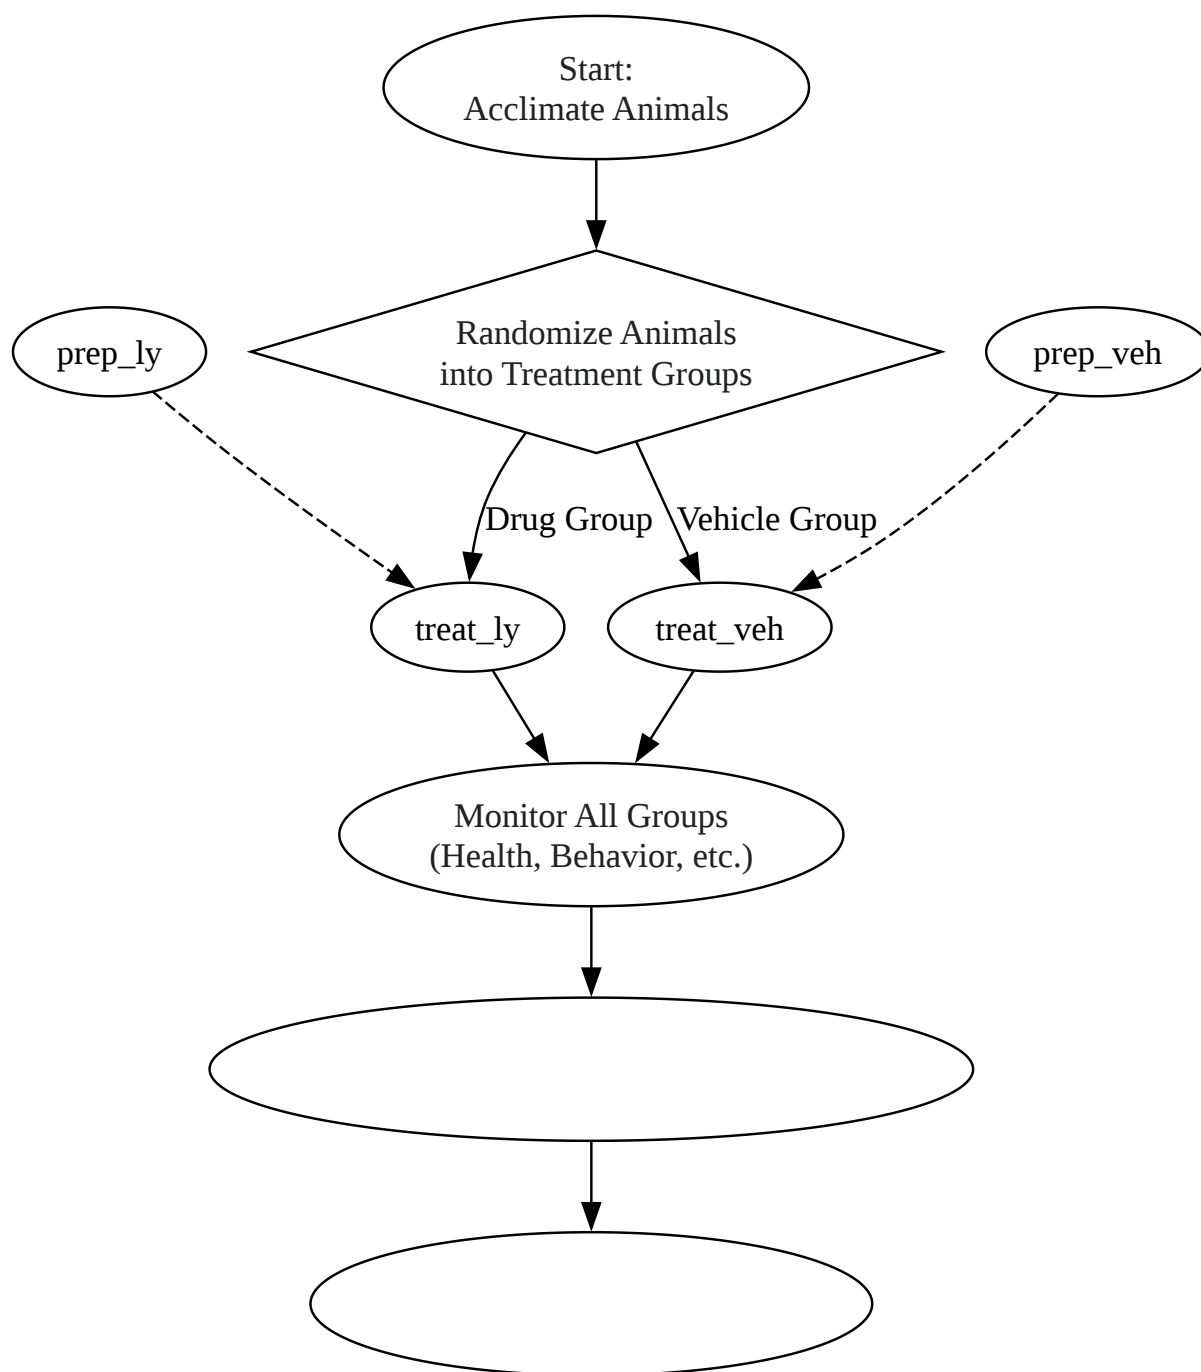 Start:
Acclimate Animals
Randomize Animals
into Treatment Groups
prep_ly
prep_veh
Drug Group
Vehicle Group
treat_ly
treat_veh
Monitor All Groups
(Health, Behavior, etc.)